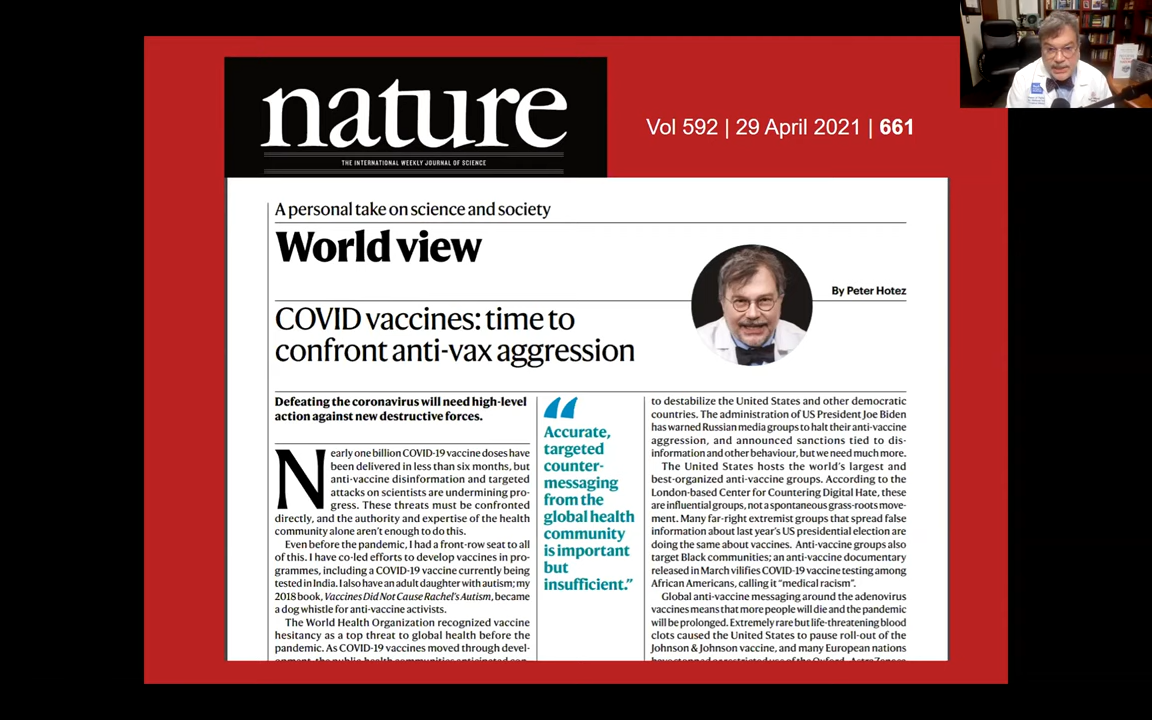 nature
THE INTERNATIONAL WEEKLY JOURNAL OF SCIENCE
Vol 592 | 29 April 2021 | 661
A personal take on science and society
World view
By Peter Hotez
COVID vaccines: time to
confront anti-vax aggression
Defeating the coronavirus will need high-level
action against new destructive forces.
Nearly one billion COVID-19 vaccine doses have
been delivered in less than six months, but
anti-vaccine disinformation and targeted
attacks on scientists are undermining pro-
gress. These threats must be confronted
directly, and the authority and expertise of the health
community alone aren't enough to do this.
Even before the pandemic, I had a front-row seat to all
of this. I have co-led efforts to develop vaccines in pro-
grammes, including a COVID-19 vaccine currently being
tested in India. I also have an adult daughter with autism; my
2018 book, Vaccines Did Not Cause Rachel's Autism, became
a dog whistle for anti-vaccine activists.
The World Health Organization recognized vaccine
hesitancy as a top threat to global health before the
pandemic. As COVID-19 vaccines moved through devel-
“
Accurate,
targeted
counter-
messaging
from the
global health
community
is important
but
insufficient.”
to destabilize the United States and other democratic
countries. The administration of US President Joe Biden
has warned Russian media groups to halt their anti-vaccine
aggression, and announced sanctions tied to dis-
information and other behaviour, but we need much more.
The United States hosts the world's largest and
best-organized anti-vaccine groups. According to the
London-based Center for Countering Digital Hate, these
are influential groups, not a spontaneous grass-roots move-
ment. Many far-right extremist groups that spread false
information about last year's US presidential election are
doing the same about vaccines. Anti-vaccine groups also
target Black communities; an anti-vaccine documentary
released in March vilifies COVID-19 vaccine testing among
African Americans, calling it “medical racism”.
Global anti-vaccine messaging around the adenovirus
vaccines means that more people will die and the pandemic
will be prolonged. Extremely rare but life-threatening blood
clots caused the United States to pause roll-out of the
Johnson & Johnson vaccine, and many European nations